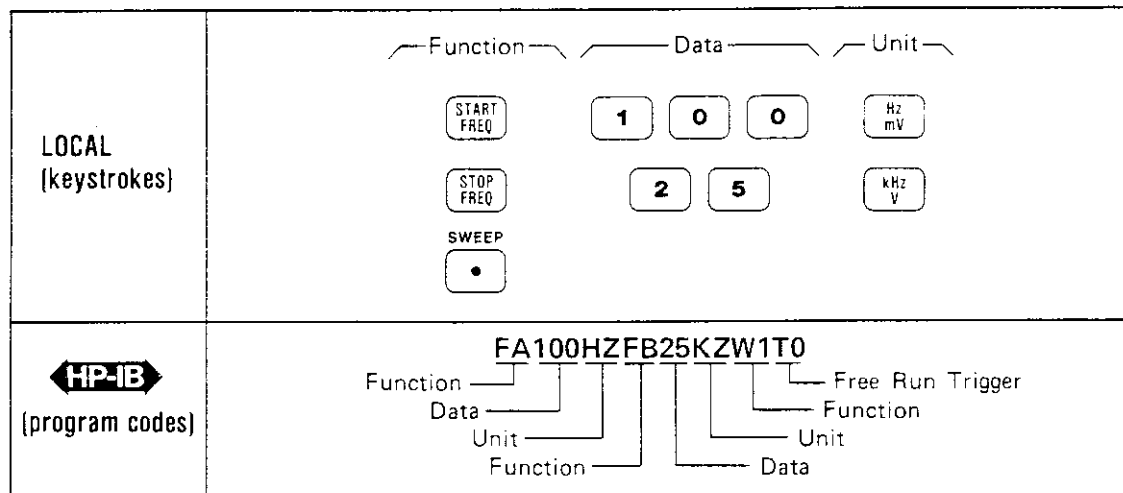 Function Data Unit
LOCAL
(keystrokes)
START
FREQ
1 0 0
Hz
mV
STOP
FREQ
2 5
kHz
V
SWEEP
•
HP-IB
(program codes)
FA100HZFB25KZW1T0
Function
Data
Unit
Function
Free Run Trigger
Function
Unit
Data